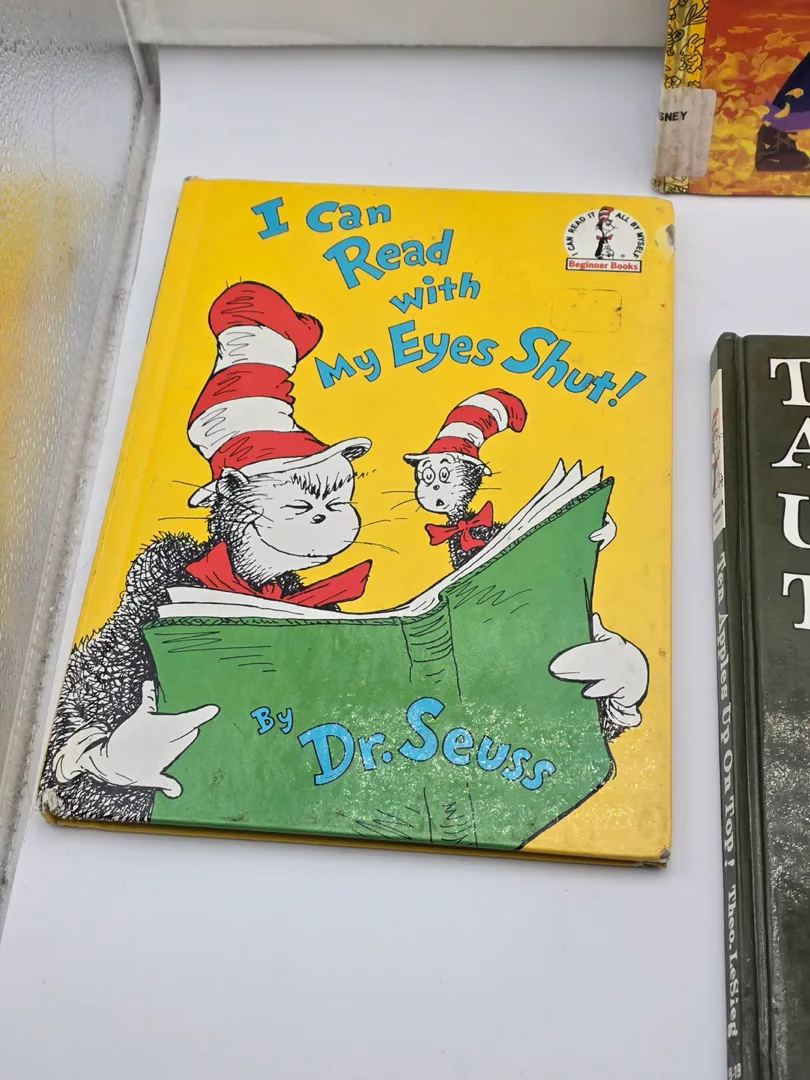 I Can
Read
with
My Eyes Shut!
I CAN READ IT ALL BY MYSELF
Beginner Books
By
Dr. Seuss
SNEY
T
A
U
T
Ten Apples Up On Top! Theo. LeSieg
B-19